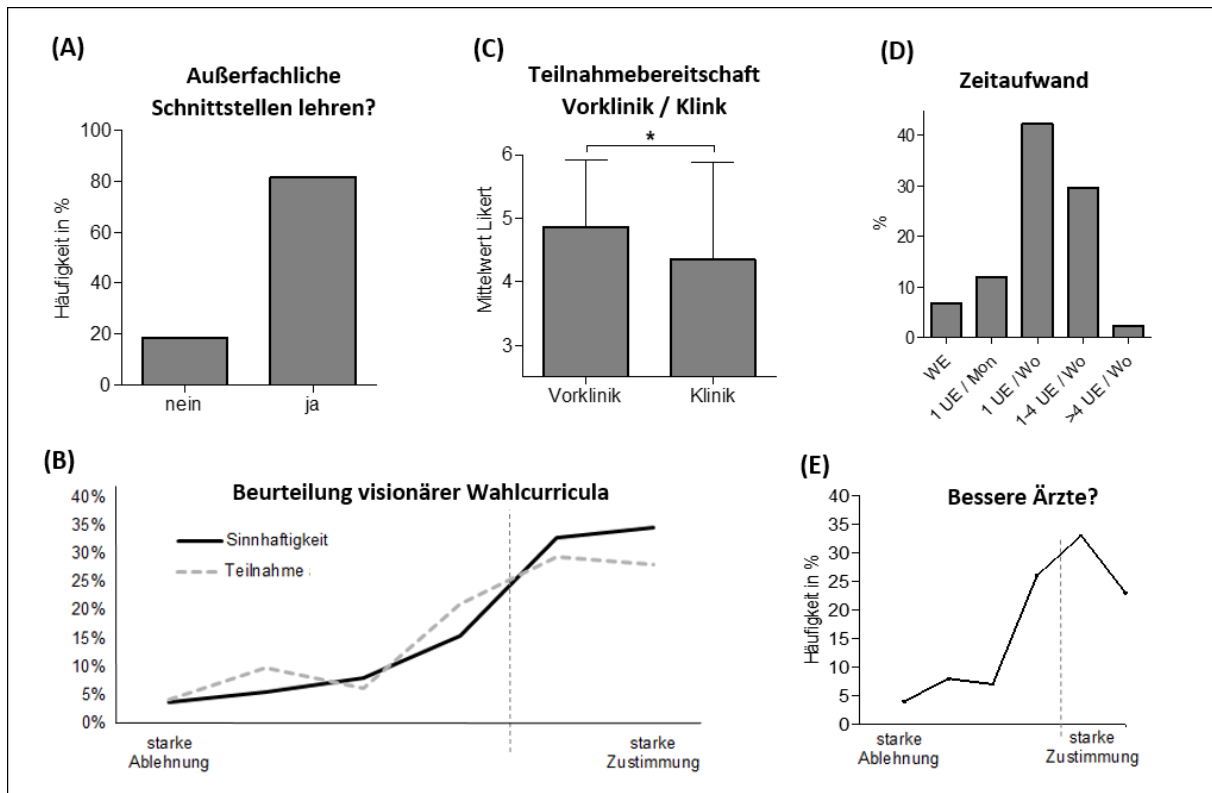 (A)
Außerfachliche
Schnittstellen lehren?
Häufigkeit in %
100
80
60
40
20
0
nein
ja
(C)
Teilnahmebereitschaft
Vorklinik / Klink
*
Mittelwert Likert
6
5
4
3
Vorklinik
Klinik
(D)
Zeitaufwand
%
40
30
20
10
0
WE
1 UE / Mon
1 UE / Wo
1-4 UE / Wo
>4 UE / Wo
(B)
Beurteilung visionärer Wahlcurricula
40%
35%
30%
25%
20%
15%
10%
5%
0%
Sinnhaftigkeit
Teilnahme
starke
Ablehnung
starke
Zustimmung
(E)
Bessere Ärzte?
Häufigkeit in %
40
35
30
25
20
15
10
5
0
starke
Ablehnung
starke
Zustimmung